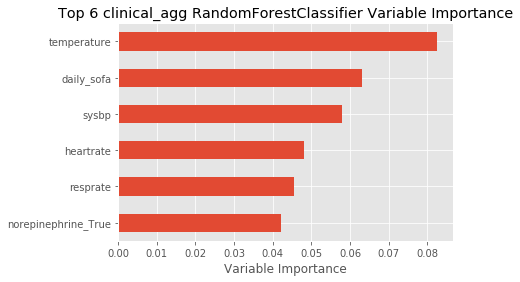 Top 6 clinical_agg RandomForestClassifier Variable Importance
temperature
daily_sofa
sysbp
heartrate
resprate
norepinephrine_True
0.00 0.01 0.02 0.03 0.04 0.05 0.06 0.07 0.08
Variable Importance